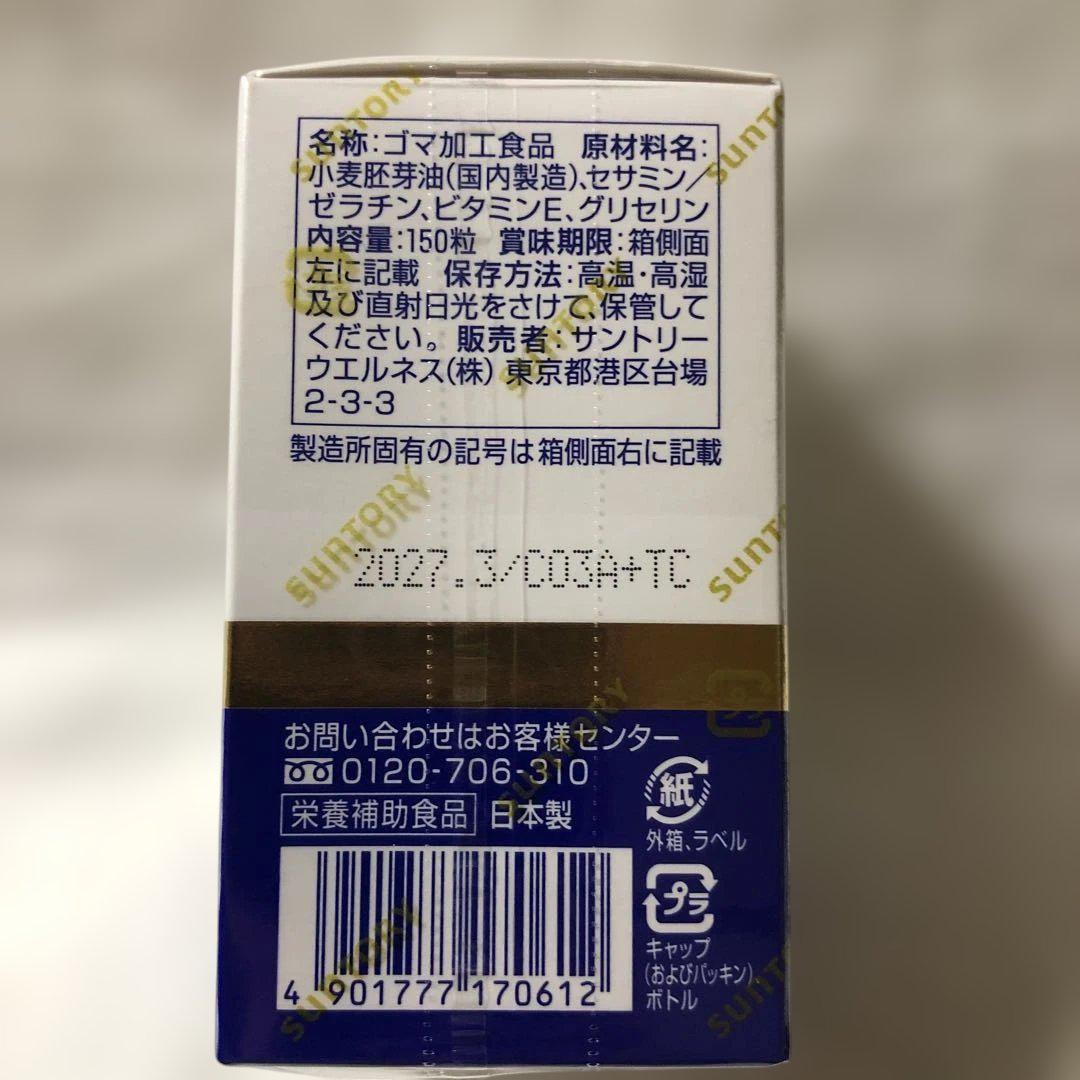 名称:ゴマ加工食品 原材料名:
小麦胚芽油(国内製造)、セサミン/
ゼラチン、ビタミンE、グリセリン
内容量:150粒 賞味期限:箱側面
左に記載 保存方法:高温・高湿
及び直射日光をさけて、保管して
ください。 販売者:サントリー
ウエルネス(株) 東京都港区台場
2-3-3
製造所固有の記号は箱側面右に記載
SUNTORY
SUNTORY
SUNTORY
SUNTORY
SUNTORY
2027.3/C03A+TC
プラ
お問い合わせはお客様センター
0120-706-310
栄養補助食品 日本製
紙
外箱、ラベル
プラ
キャップ
(およびパッキン)、
ボトル
SUNTORY
SUNTORY
SUNTORY
4 901777 170612